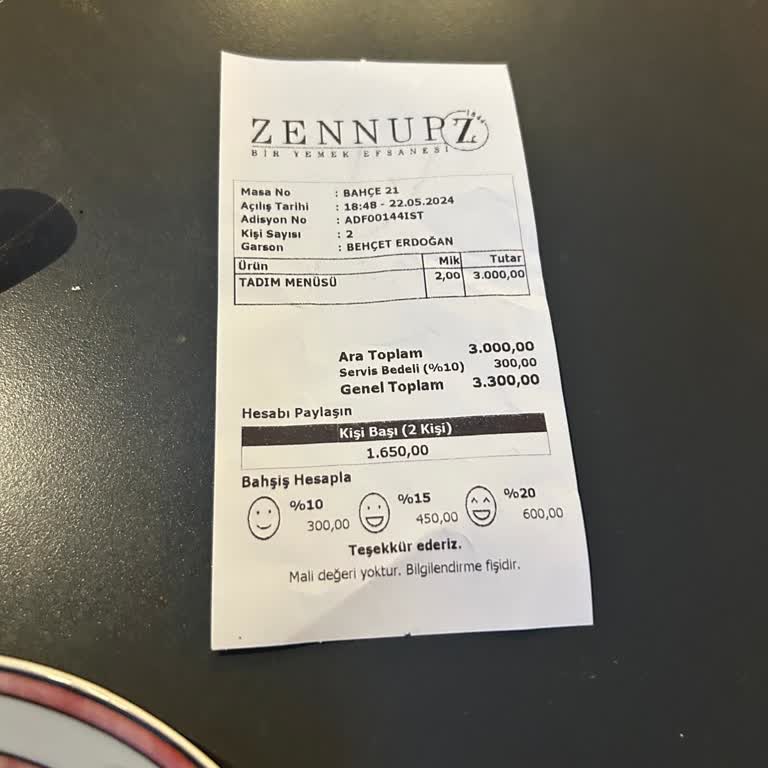 ZENNUP Z 1844
BİR YEMEK EFSANESİ
Masa No : BAHÇE 21
Açılış Tarihi : 18:48 - 22.05.2024
Adisyon No : ADF00144IST
Kişi Sayısı : 2
Garson : BEHÇET ERDOĞAN
Ürün Mik Tutar
TADIM MENÜSÜ 2,00 3.000,00
Ara Toplam 3.000,00
Servis Bedeli (%10) 300,00
Genel Toplam 3.300,00
Hesabı Paylaşın
Kişi Başı (2 Kişi)
1.650,00
Bahşiş Hesapla
%10 %15 %20
300,00 450,00 600,00
Teşekkür ederiz.
Mali değeri yoktur. Bilgilendirme fişidir.